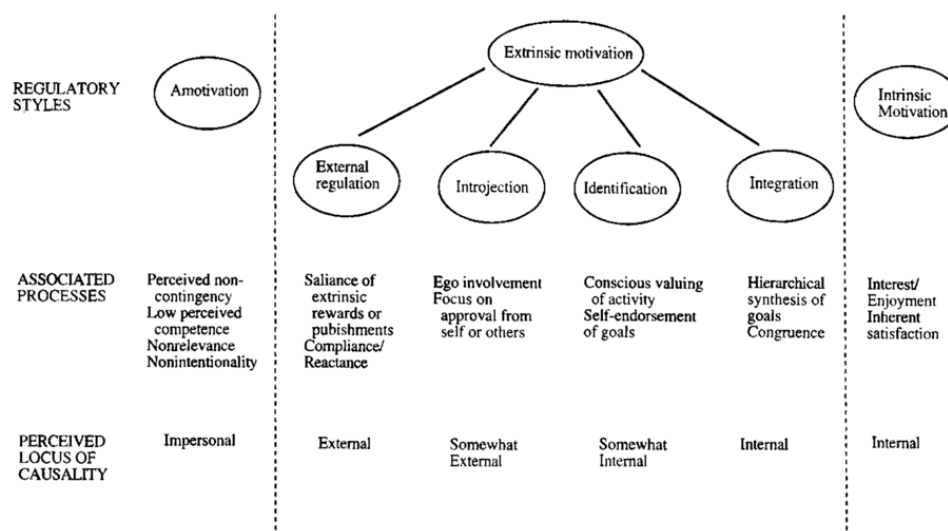 Extrinsic motivation
REGULATORY
STYLES
Amotivation
Intrinsic
Motivation
External
regulation
Introjection
Identification
Integration
ASSOCIATED
PROCESSES
Perceived non-
contingency
Low perceived
competence
Nonrelevance
Nonintentionality
Saliance of
extrinsic
rewards or
pubishments
Compliance/
Reactance
Ego involvement
Focus on
approval from
self or others
Conscious valuing
of activity
Self-endorsement
of goals
Hierarchical
synthesis of
goals
Congruence
Interest/
Enjoyment
Inherent
satisfaction
PERCEIVED
LOCUS OF
CAUSALITY
Impersonal
External
Somewhat
External
Somewhat
Internal
Internal
Internal